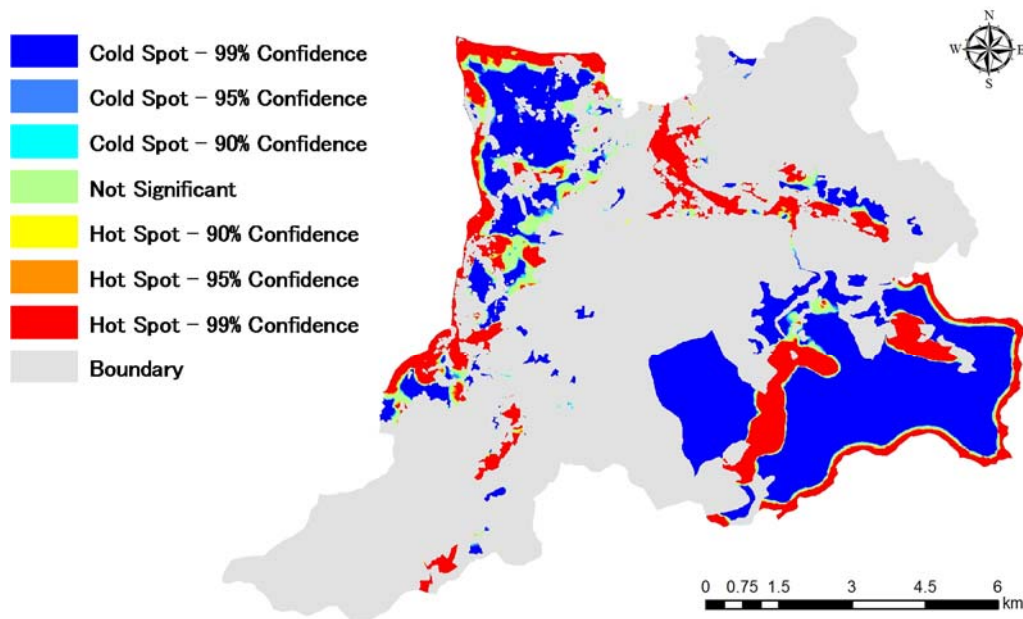 Cold Spot – 99% Confidence
Cold Spot – 95% Confidence
Cold Spot – 90% Confidence
Not Significant
Hot Spot – 90% Confidence
Hot Spot – 95% Confidence
Hot Spot – 99% Confidence
Boundary
N
W E
S
0 0.75 1.5 3 4.5 6
km